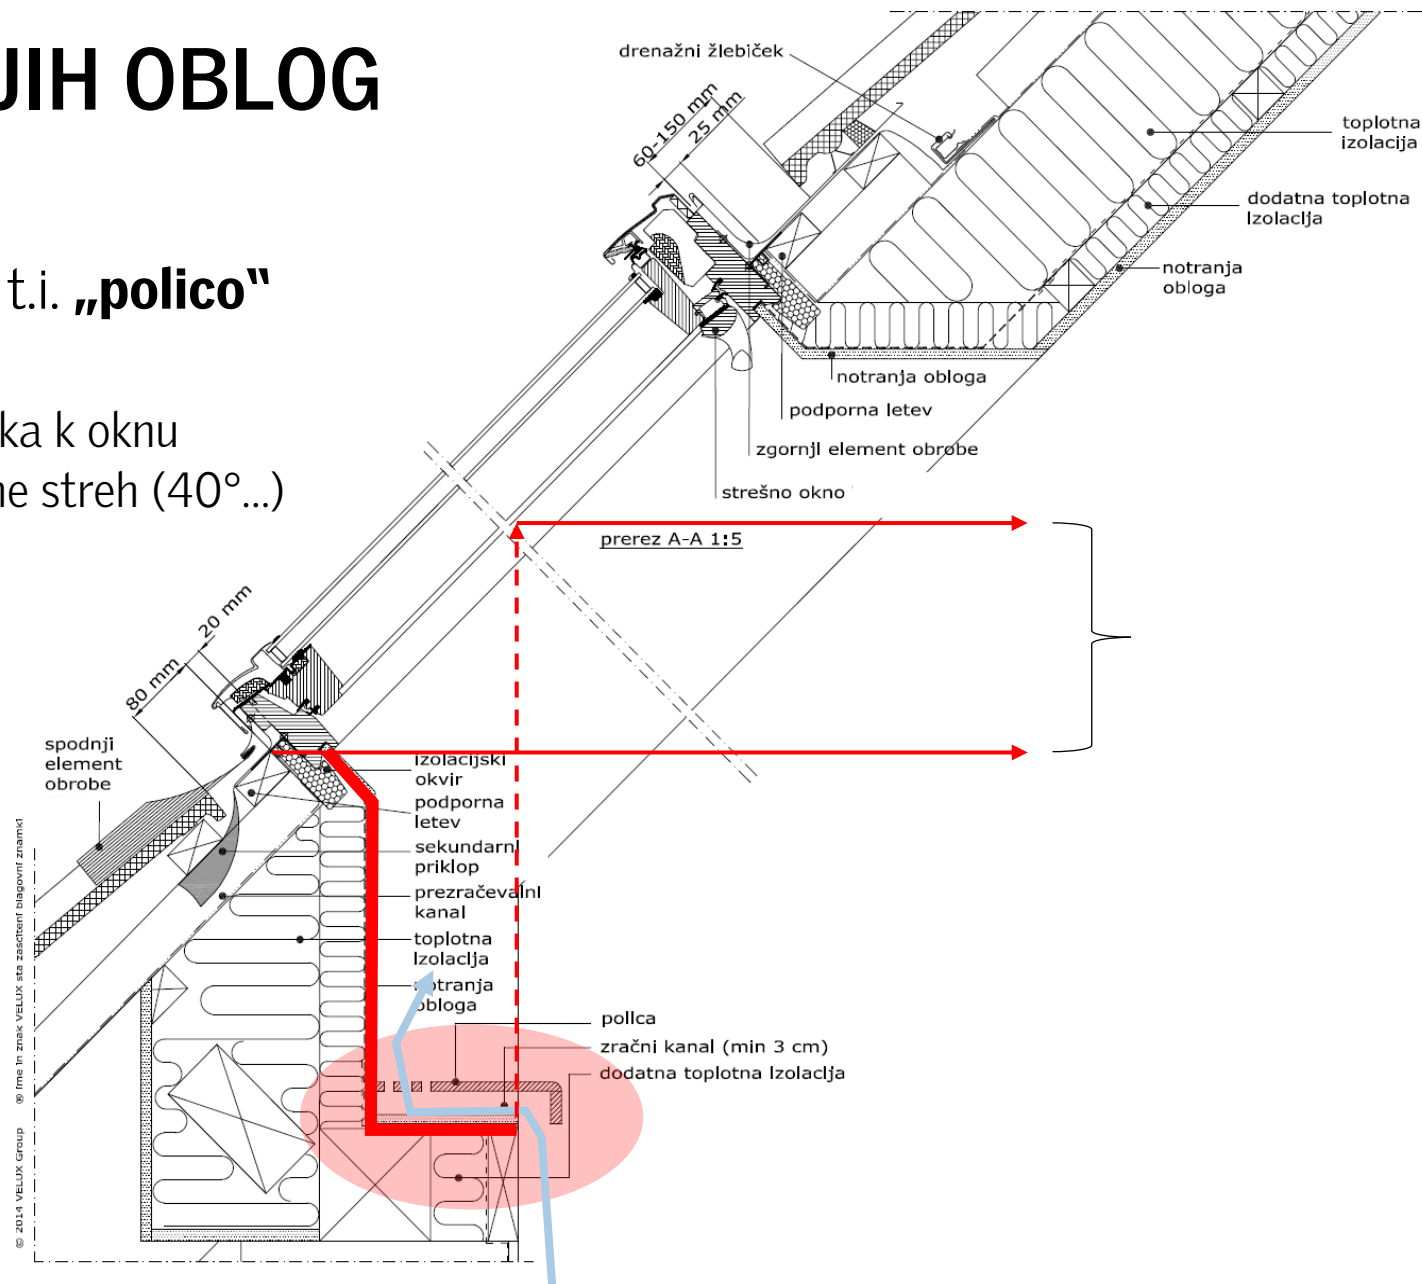 JIH OBLOG
t.i. „polico“
ka k oknu
ne streh (40°...)
drenažni žlebiček
60-150 mm
25 mm
toplotna
izolacija
dodatna toplotna
Izolacija
notranja
obloga
notranja obloga
podporna letev
zgornji element obrobe
strešno okno
prerez A-A 1:5
20 mm
80 mm
spodnji
element
obrobe
izolacijski
okvir
podporna
letev
sekundarni
priklop
prezračevalni
kanal
toplotna
Izolacija
notranja
obloga
polica
zračni kanal (min 3 cm)
dodatna toplotna Izolacija
© 2014 VELUX Group ® Ime in znak VELUX sta zaščiteni blagovni znamki